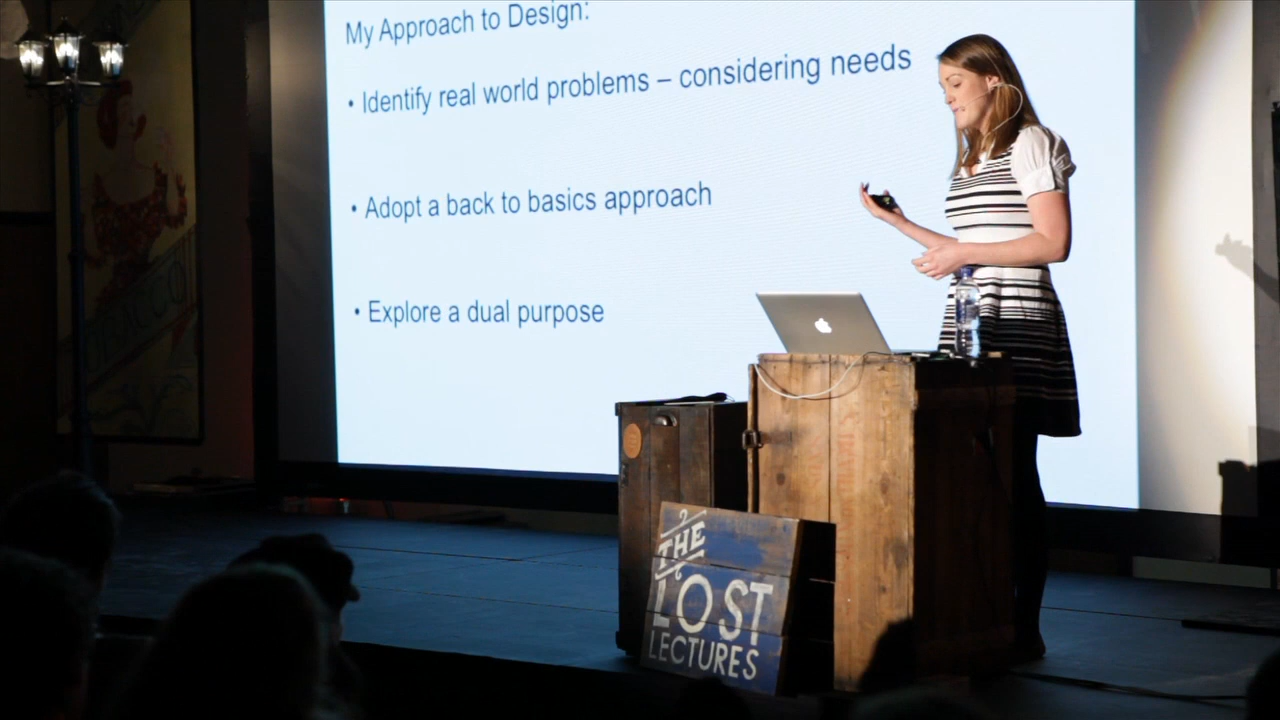 My Approach to Design:
• Identify real world problems – considering needs
• Adopt a back to basics approach
• Explore a dual purpose
THE
LOST
LECTURES